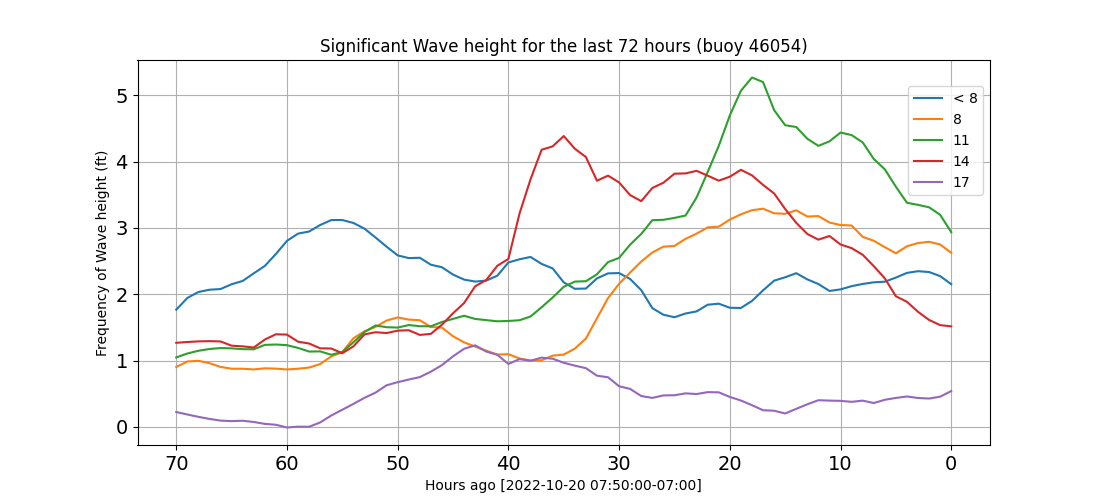 Significant Wave height for the last 72 hours (buoy 46054)
Frequency of Wave height (ft)
5
4
3
2
1
0
< 8
8
11
14
17
70 60 50 40 30 20 10 0
Hours ago [2022-10-20 07:50:00-07:00]